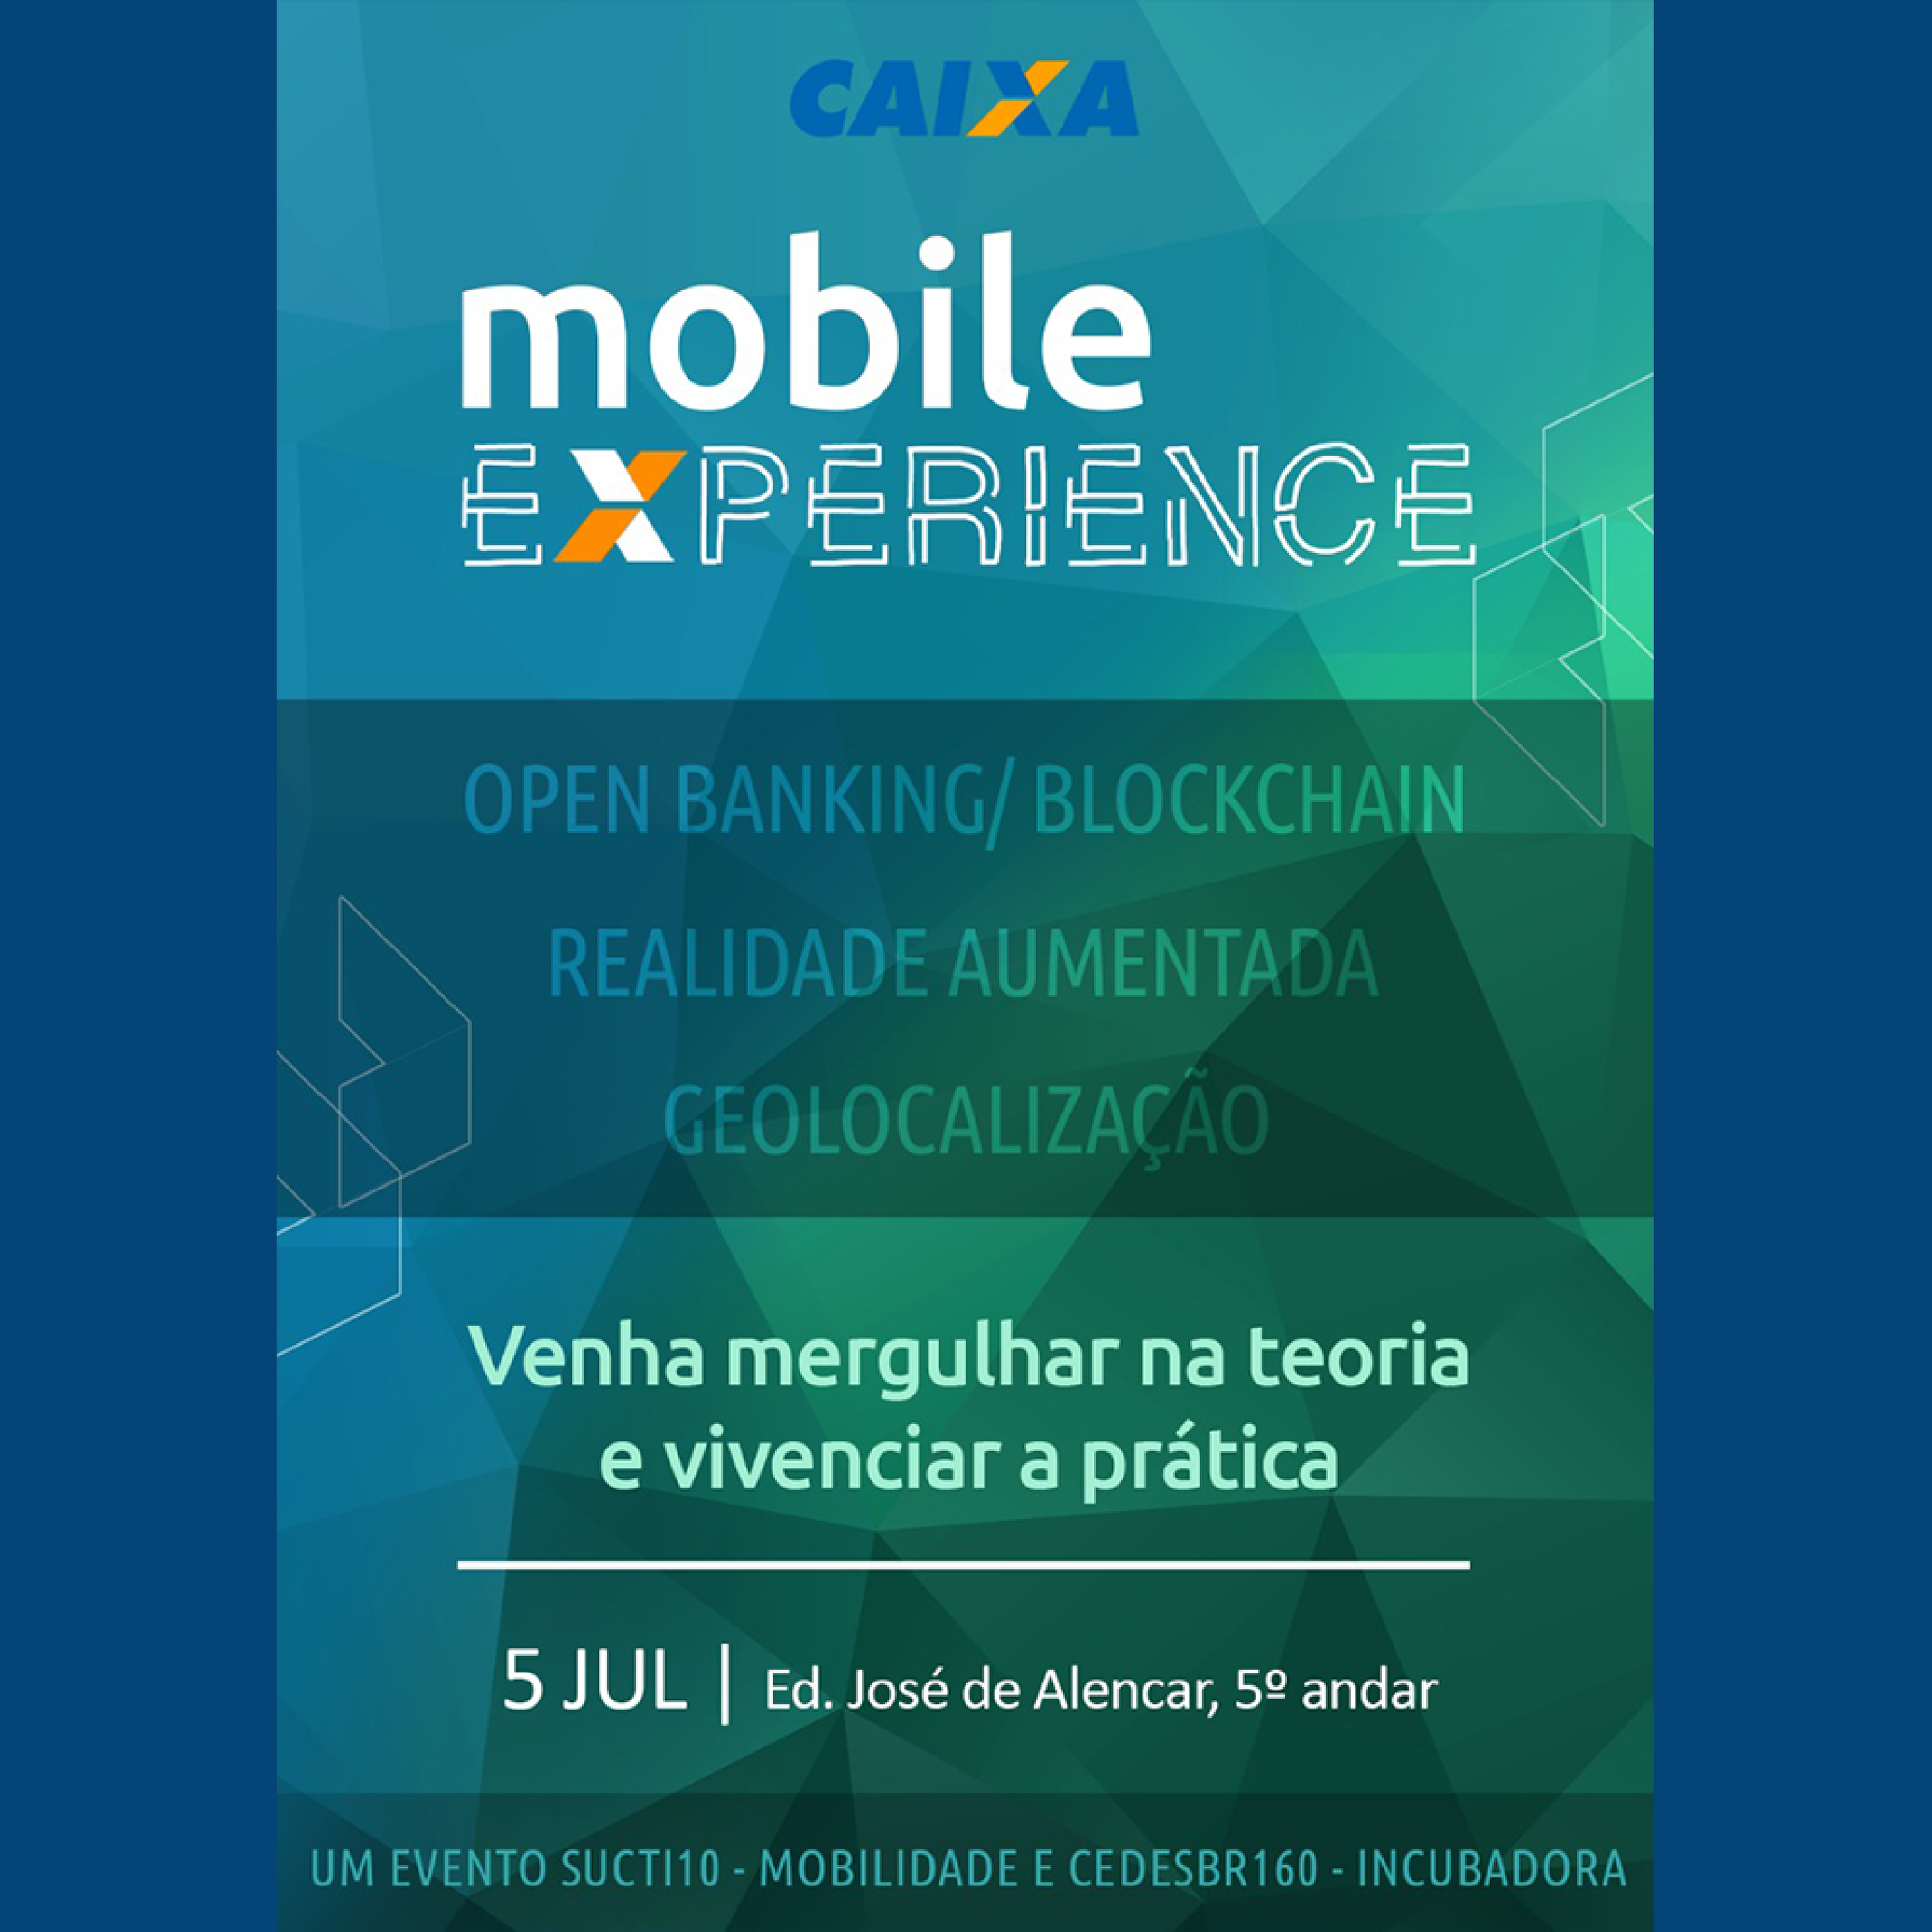 CAIXA
mobile
EXPERIENCE
OPEN BANKING/ BLOCKCHAIN
REALIDADE AUMENTADA
GEOLOCALIZAÇÃO
Venha mergulhar na teoria
e vivenciar a prática
5 JUL | Ed. José de Alencar, 5º andar
UM EVENTO SUCTI10 - MOBILIDADE E CEDESBR160 - INCUBADORA